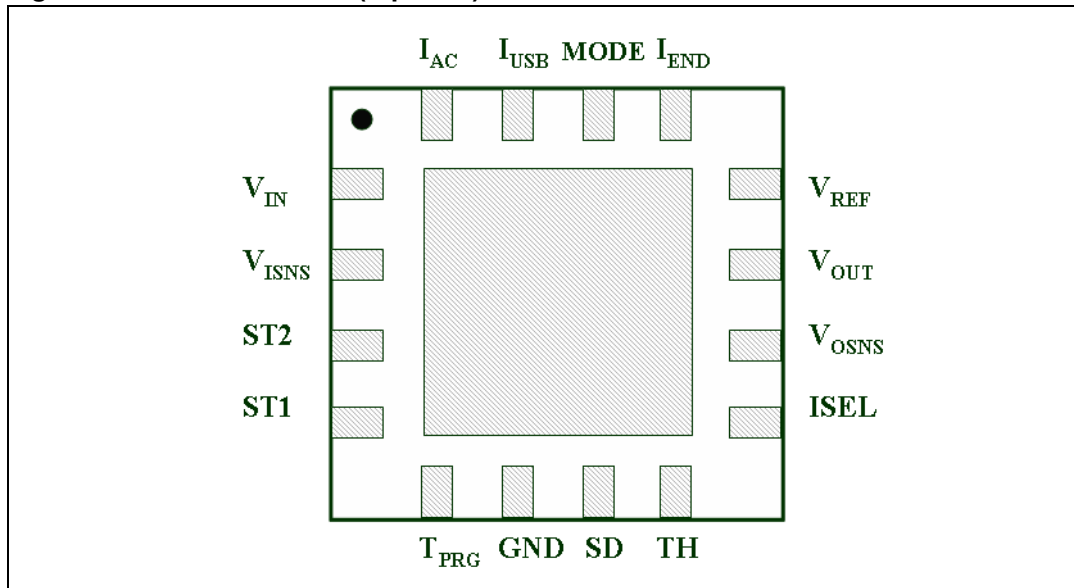 I_AC I_USB MODE I_END
V_IN V_REF
V_ISNS V_OUT
ST2 V_OSNS
ST1 ISEL
T_PRG GND SD TH